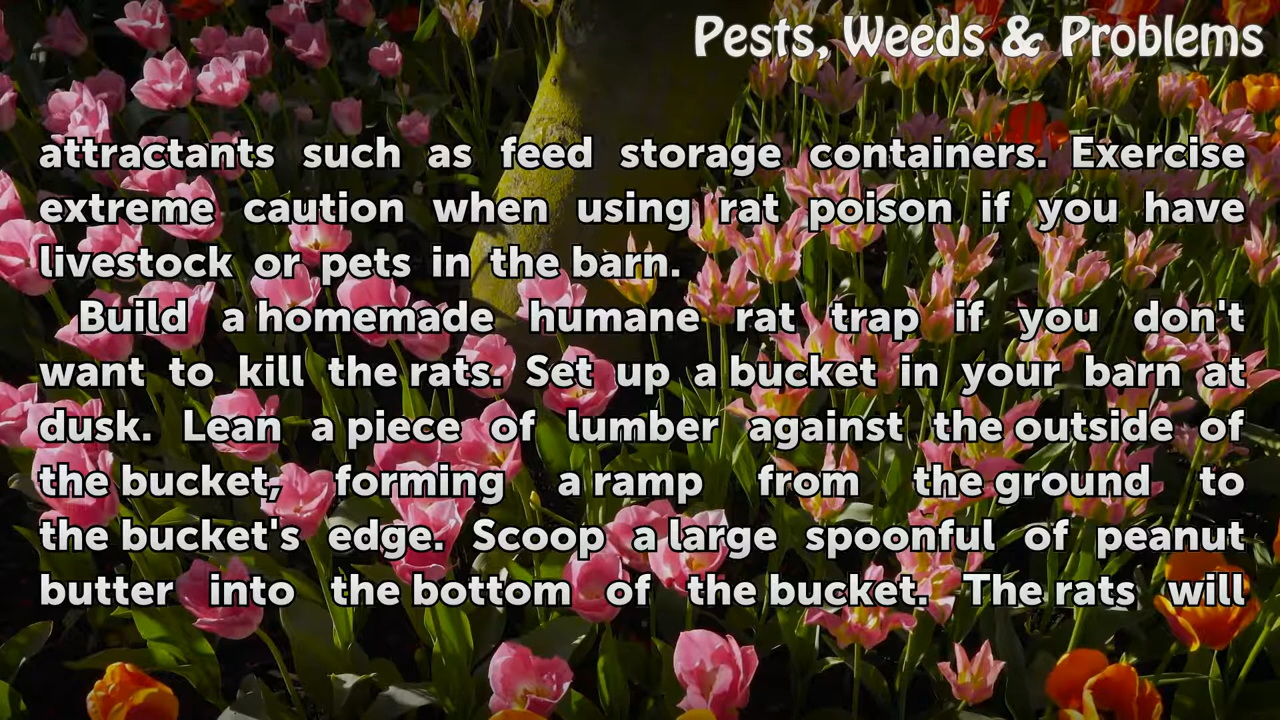 Pests, Weeds & Problems
attractants such as feed storage containers. Exercise
extreme caution when using rat poison if you have
livestock or pets in the barn.
Build a homemade humane rat trap if you don't
want to kill the rats. Set up a bucket in your barn at
dusk. Lean a piece of lumber against the outside of
the bucket, forming a ramp from the ground to
the bucket's edge. Scoop a large spoonful of peanut
butter into the bottom of the bucket. The rats will